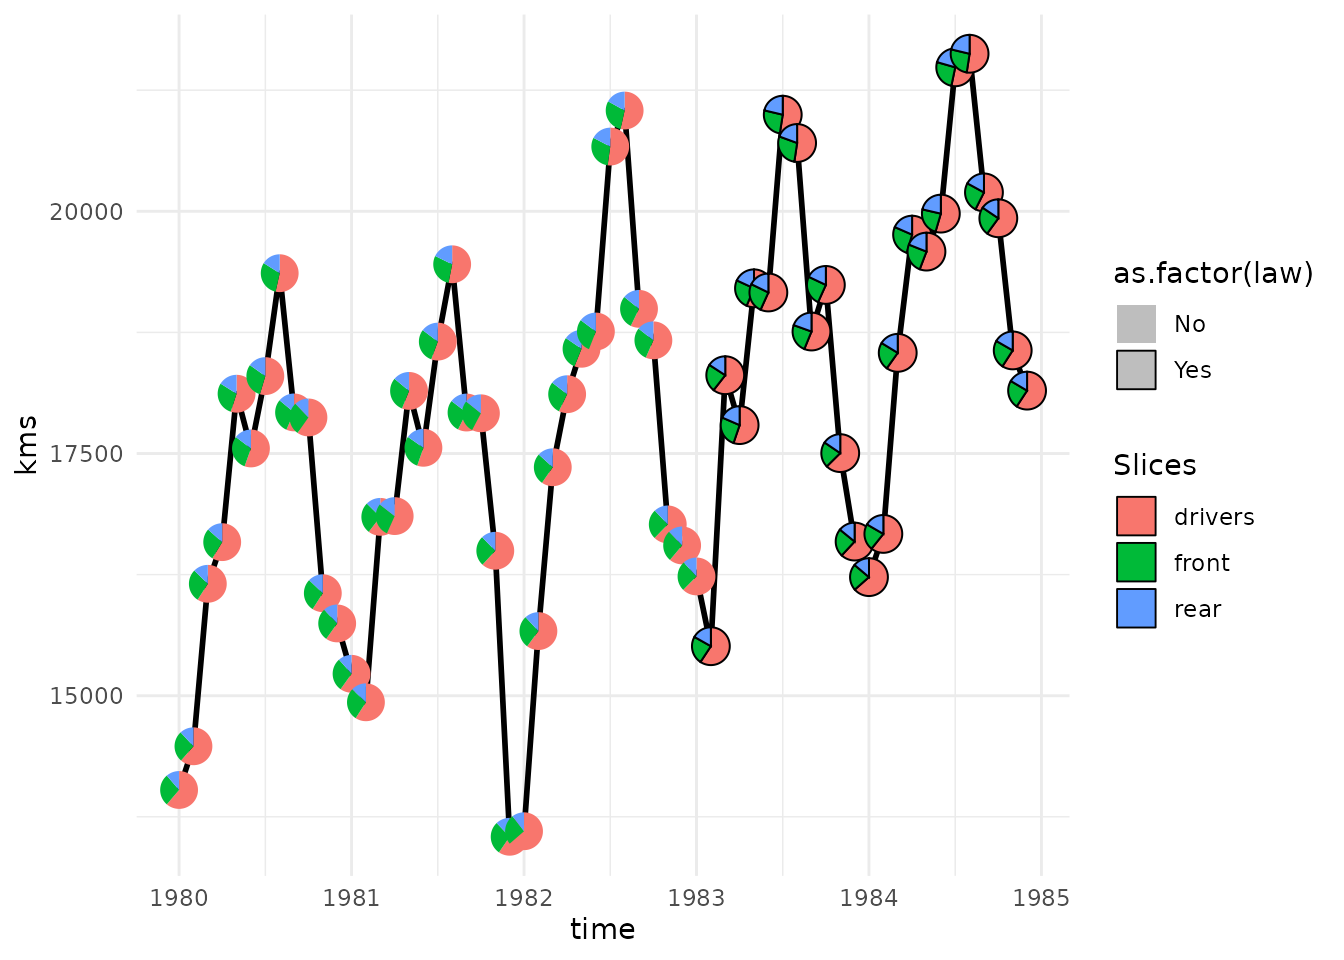 kms
20000
17500
15000
1980 1981 1982 1983 1984 1985
time
as.factor(law)
No
Yes
Slices
drivers
front
rear